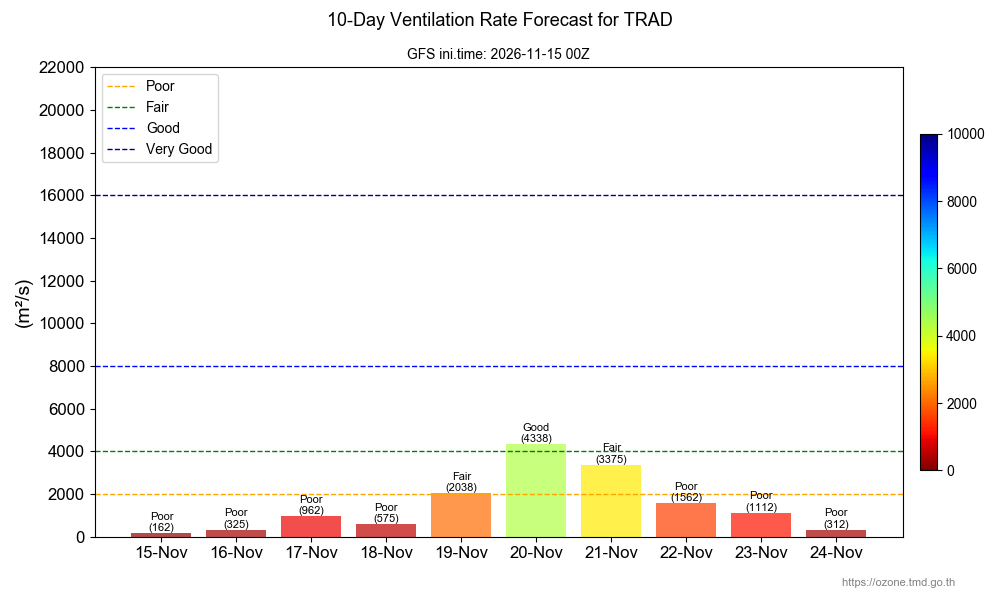 10-Day Ventilation Rate Forecast for TRAD
GFS ini.time: 2026-11-15 00Z
(m²/s)
22000
20000
18000
16000
14000
12000
10000
8000
6000
4000
2000
0
Poor
Fair
Good
Very Good
Poor
(162)
Poor
(325)
Poor
(962)
Poor
(575)
Fair
(2038)
Good
(4338)
Fair
(3375)
Poor
(1562)
Poor
(1112)
Poor
(312)
15-Nov 16-Nov 17-Nov 18-Nov 19-Nov 20-Nov 21-Nov 22-Nov 23-Nov 24-Nov
10000
8000
6000
4000
2000
0
https://ozone.tmd.go.th